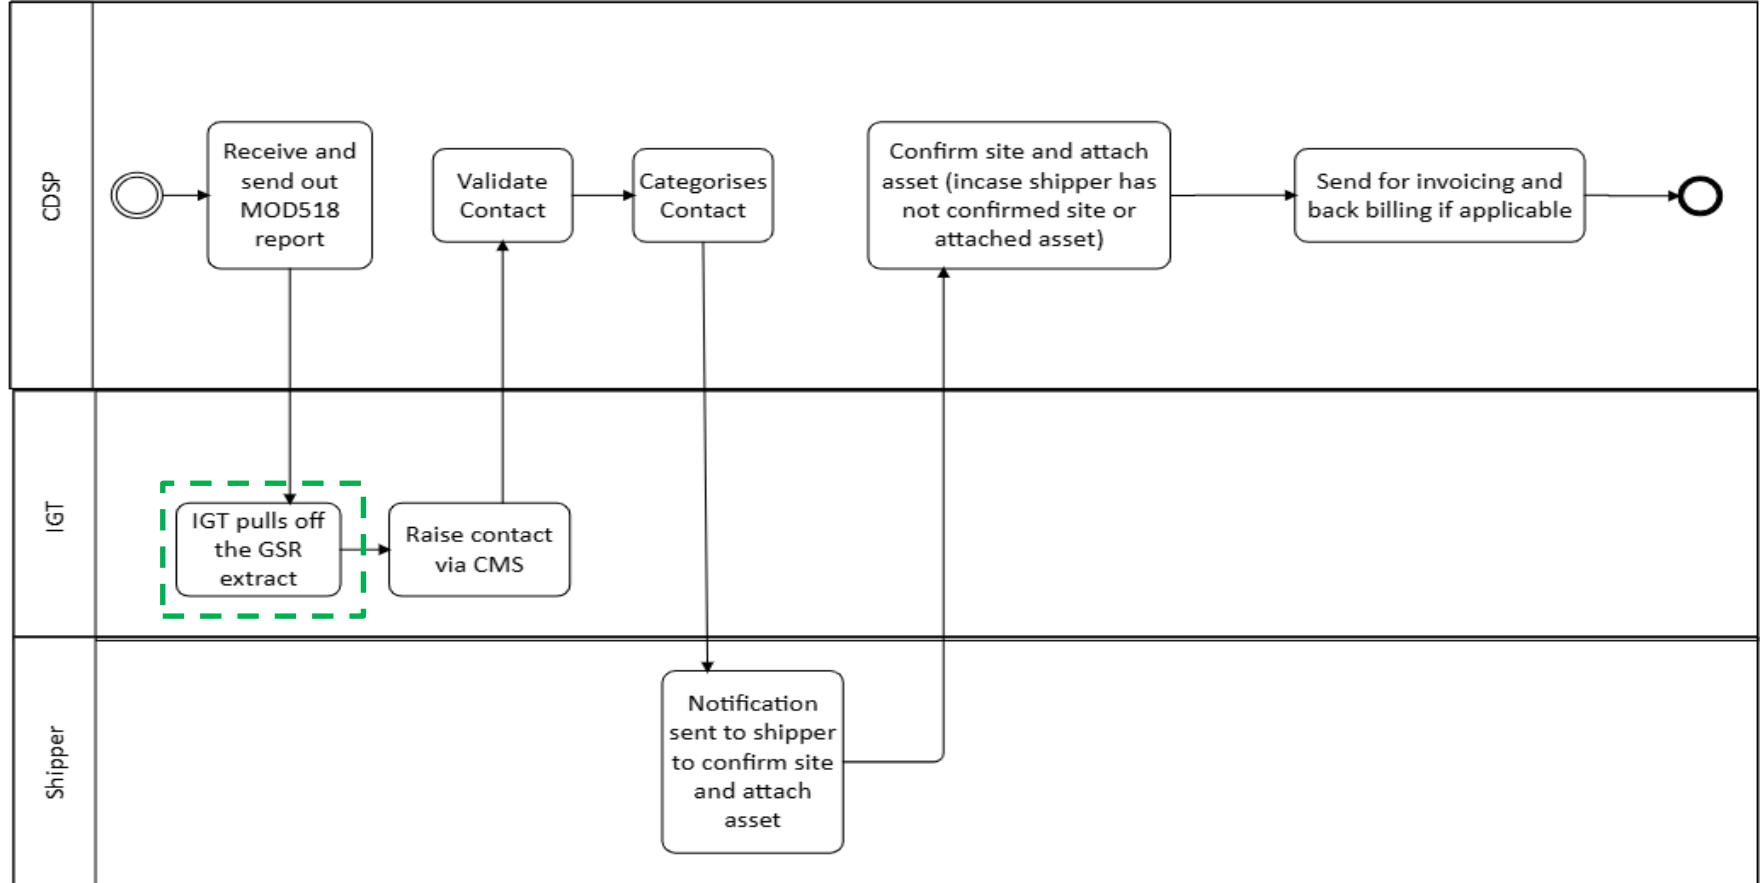 CDSP
Receive and
send out
MOD518
report
Validate
Contact
Categorises
Contact
Confirm site and attach
asset (incase shipper has
not confirmed site or
attached asset)
Send for invoicing and
back billing if applicable
IGT
IGT pulls off
the GSR
extract
Raise contact
via CMS
Shipper
Notification
sent to shipper
to confirm site
and attach
asset